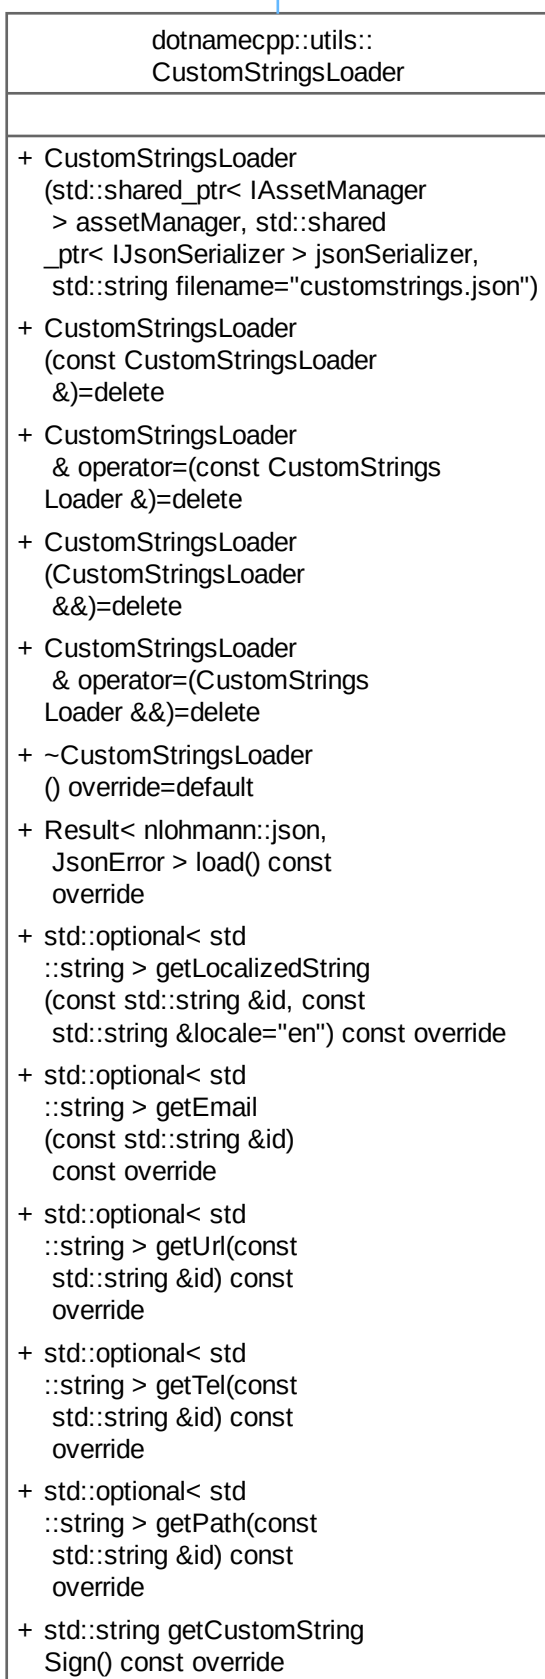 dotnamecpp::utils::
CustomStringsLoader
+ CustomStringsLoader
(std::shared_ptr< IAssetManager
> assetManager, std::shared
_ptr< IJsonSerializer > jsonSerializer,
std::string filename="customstrings.json")
+ CustomStringsLoader
(const CustomStringsLoader
&)=delete
+ CustomStringsLoader
& operator=(const CustomStrings
Loader &)=delete
+ CustomStringsLoader
(CustomStringsLoader
&&)=delete
+ CustomStringsLoader
& operator=(CustomStrings
Loader &&)=delete
+ ~CustomStringsLoader
() override=default
+ Result< nlohmann::json,
JsonError > load() const
override
+ std::optional< std
::string > getLocalizedString
(const std::string &id, const
std::string &locale="en") const override
+ std::optional< std
::string > getEmail
(const std::string &id)
const override
+ std::optional< std
::string > getUrl(const
std::string &id) const
override
+ std::optional< std
::string > getTel(const
std::string &id) const
override
+ std::optional< std
::string > getPath(const
std::string &id) const
override
+ std::string getCustomString
Sign() const override